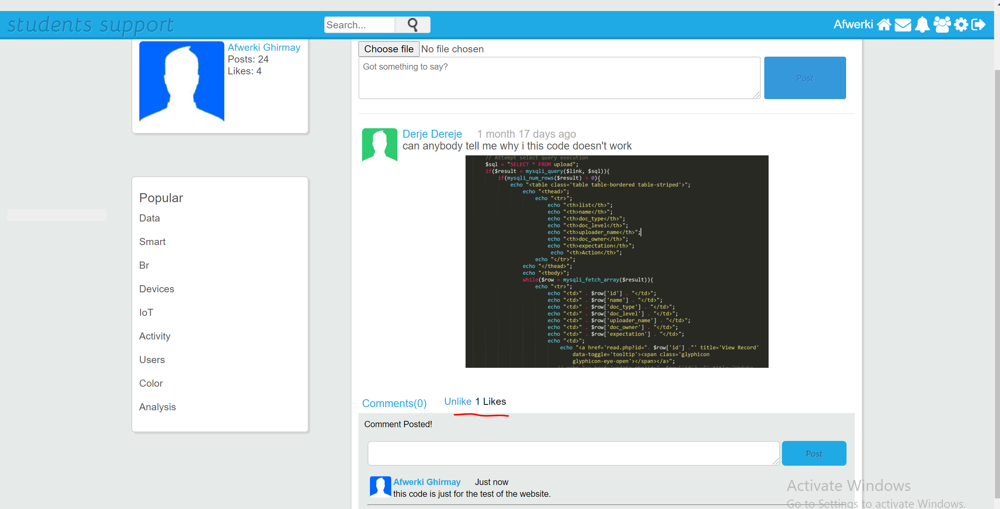 students support
Search...
Afwerki
Afwerki Ghirmay
Posts: 24
Likes: 4
Popular
Data
Smart
Br
Devices
IoT
Activity
Users
Color
Analysis
Choose file No file chosen
Got something to say?
Post
Derje Dereje 1 month 17 days ago
can anybody tell me why i this code doesn't work
// Attempt select query execution
$sql = "SELECT * FROM upload";
if($result = mysqli_query($link, $sql)){
if(mysqli_num_rows($result) > 0){
echo "<table class='table table-bordered table-striped'>";
echo "<thead>";
echo "<tr>";
echo "<th>list</th>";
echo "<th>name</th>";
echo "<th>doc_type</th>";
echo "<th>doc_level</th>";
echo "<th>uploader_name</th>";
echo "<th>doc_owner</th>";
echo "<th>expectation</th>";
echo "<th>Action</th>";
echo "</tr>";
echo "</thead>";
echo "<tbody>";
while($row = mysqli_fetch_array($result)){
echo "<tr>";
echo "<td>" . $row['id'] . "</td>";
echo "<td>" . $row['name'] . "</td>";
echo "<td>" . $row['doc_type'] . "</td>";
echo "<td>" . $row['doc_level'] . "</td>";
echo "<td>" . $row['uploader_name'] . "</td>";
echo "<td>" . $row['doc_owner'] . "</td>";
echo "<td>" . $row['expectation'] . "</td>";
echo "<td>";
echo "<a href='read.php?id=". $row['id'] ."' title='View Record'
data-toggle='tooltip'><span class='glyphicon
glyphicon-eye-open'></span></a>";
// echo "<a href='update.php?id=". $row['id'] ."' title='Update
Comments(0) Unlike 1 Likes
Comment Posted!
Post
Afwerki Ghirmay Just now
this code is just for the test of the website.
Activate Windows
Go to Settings to activate Windows.